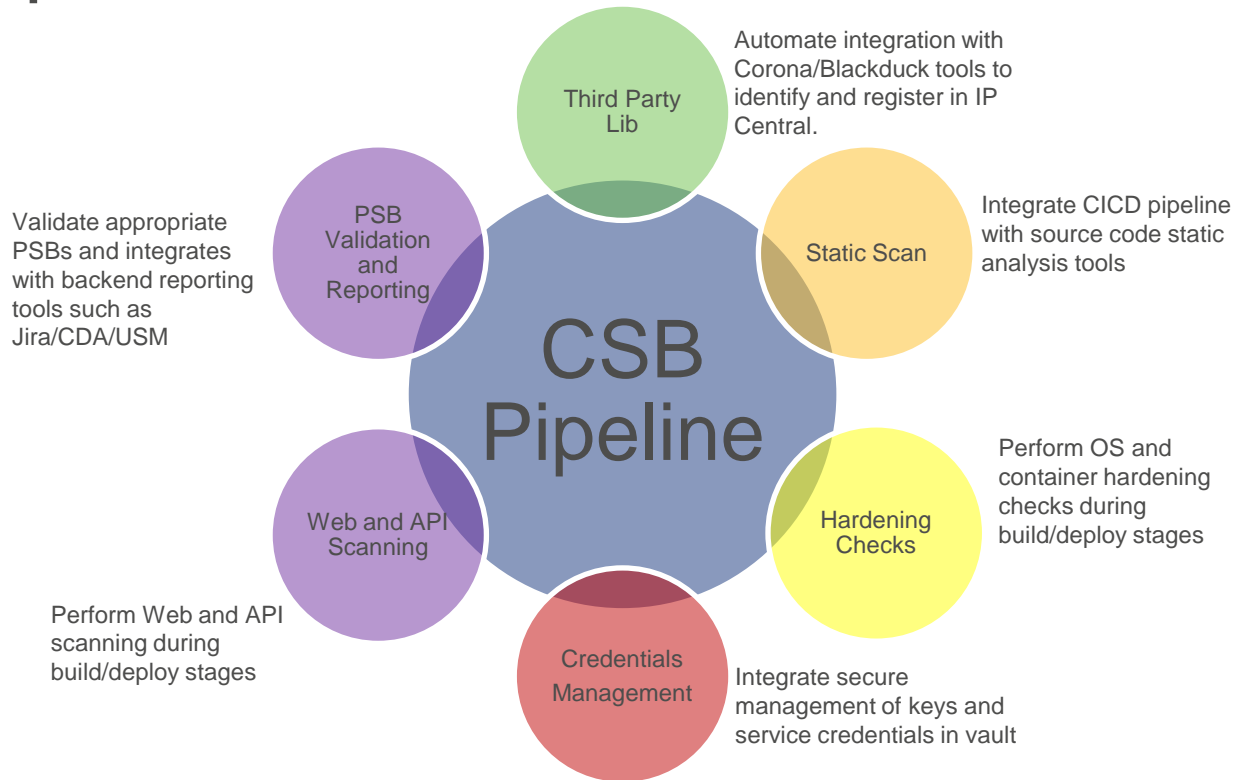 Third Party
Lib
Automate integration with
Corona/Blackduck tools to
identify and register in IP
Central.
Static Scan
Integrate CICD pipeline
with source code static
analysis tools
Hardening
Checks
Perform OS and
container hardening
checks during
build/deploy stages
Credentials
Management
Integrate secure
management of keys and
service credentials in vault
Web and API
Scanning
Perform Web and API
scanning during
build/deploy stages
PSB
Validation
and
Reporting
Validate appropriate
PSBs and integrates
with backend reporting
tools such as
Jira/CDA/USM
CSB
Pipeline